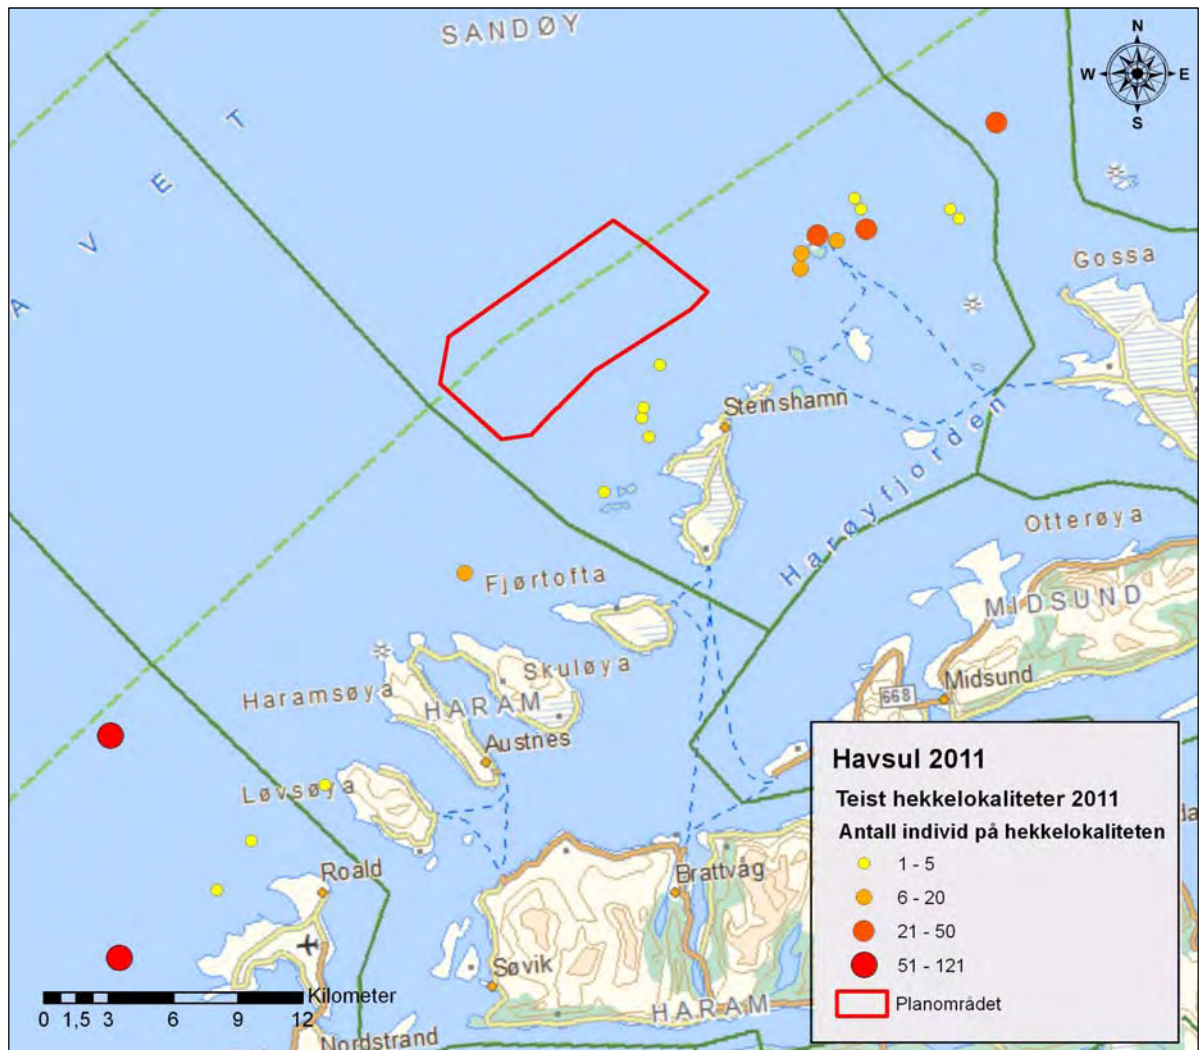 SANDØY
N
W
E
S
A V E T
Gossa
Steinshamn
Harøyfjorden
Otterøya
Fjørtofta
MIDSUND
Skuløya
Haramsøya
HARAM
668
Midsund
Austnes
Løvsøya
Roald
Brattvåg
Søvik
HARAM
Nordstrand
Kilometer
0 1,5 3 6 9 12
Havsul 2011
Teist hekkelokaliteter 2011
Antall individ på hekkelokaliteten
1 - 5
6 - 20
21 - 50
51 - 121
Planområdet